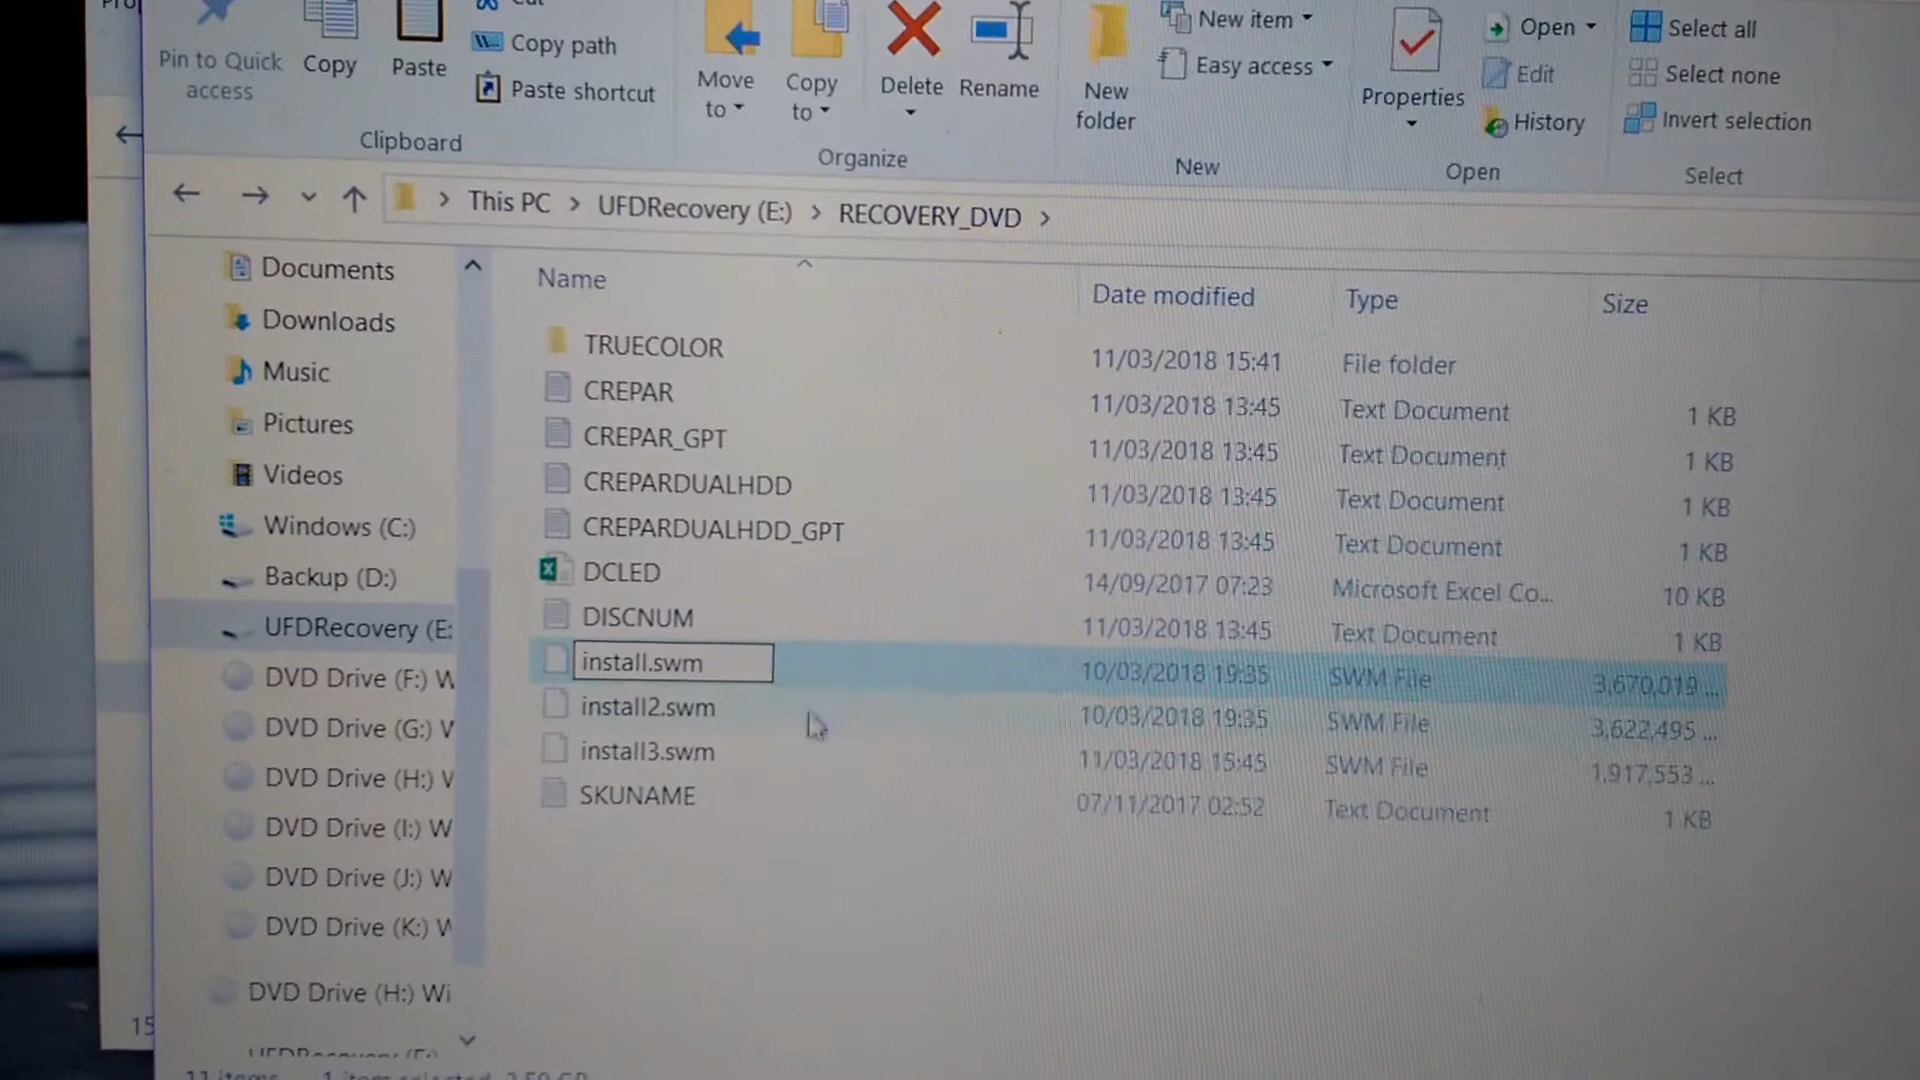 Cut
New item
Open
Select all
Copy path
Easy access
Edit
Select none
Pin to Quick access
Copy
Paste
Paste shortcut
Move to
Copy to
Delete
Rename
New folder
Properties
History
Invert selection
Clipboard
Organize
New
Open
Select
This PC > UFDRecovery (E:) > RECOVERY_DVD >
Documents
Downloads
Music
Pictures
Videos
Windows (C:)
Backup (D:)
UFDRecovery (E:
DVD Drive (F:) W
DVD Drive (G:) V
DVD Drive (H:) V
DVD Drive (I:) W
DVD Drive (J:) W
DVD Drive (K:) W
DVD Drive (H:) Wi
Name Date modified Type Size
TRUECOLOR 11/03/2018 15:41 File folder
CREPAR 11/03/2018 13:45 Text Document 1 KB
CREPAR_GPT 11/03/2018 13:45 Text Document 1 KB
CREPARDUALHDD 11/03/2018 13:45 Text Document 1 KB
CREPARDUALHDD_GPT 11/03/2018 13:45 Text Document 1 KB
DCLED 14/09/2017 07:23 Microsoft Excel Co... 10 KB
DISCNUM 11/03/2018 13:45 Text Document 1 KB
install.swm 10/03/2018 19:35 SWM File 3,670,019 ...
install2.swm 10/03/2018 19:35 SWM File 3,622,495 ...
install3.swm 11/03/2018 15:45 SWM File 1,917,553 ...
SKUNAME 07/11/2017 02:52 Text Document 1 KB
15